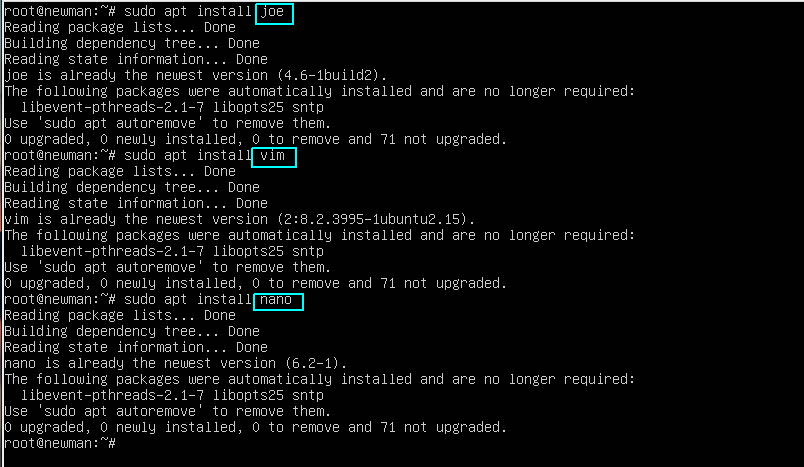 root@newman:~# sudo apt install joe
Reading package lists... Done
Building dependency tree... Done
Reading state information... Done
joe is already the newest version (4.6-1build2).
The following packages were automatically installed and are no longer required:
  libevent-pthreads-2.1-7 libopts25 sntp
Use 'sudo apt autoremove' to remove them.
0 upgraded, 0 newly installed, 0 to remove and 71 not upgraded.
root@newman:~# sudo apt install vim
Reading package lists... Done
Building dependency tree... Done
Reading state information... Done
vim is already the newest version (2:8.2.3995-1ubuntu2.15).
The following packages were automatically installed and are no longer required:
  libevent-pthreads-2.1-7 libopts25 sntp
Use 'sudo apt autoremove' to remove them.
0 upgraded, 0 newly installed, 0 to remove and 71 not upgraded.
root@newman:~# sudo apt install nano
Reading package lists... Done
Building dependency tree... Done
Reading state information... Done
nano is already the newest version (6.2-1).
The following packages were automatically installed and are no longer required:
  libevent-pthreads-2.1-7 libopts25 sntp
Use 'sudo apt autoremove' to remove them.
0 upgraded, 0 newly installed, 0 to remove and 71 not upgraded.
root@newman:~#